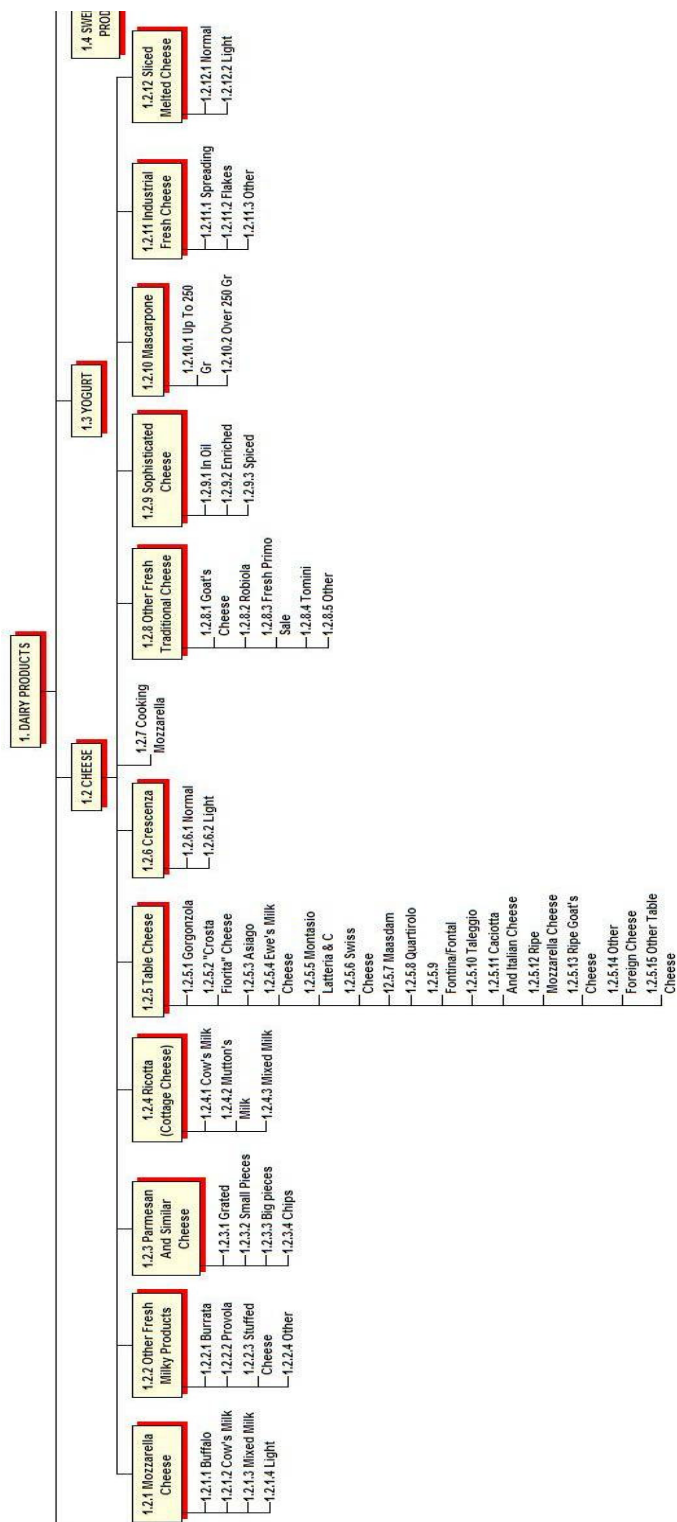 1. DAIRY PRODUCTS
1.2 CHEESE
1.3 YOGURT
1.4 SWE
PROD
1.2.1 Mozzarella
Cheese
1.2.1.1 Buffalo
1.2.1.2 Cow's Milk
1.2.1.3 Mixed Milk
1.2.1.4 Light
1.2.2 Other Fresh
Milky Products
1.2.2.1 Burrata
1.2.2.2 Provola
1.2.2.3 Stuffed
Cheese
1.2.2.4 Other
1.2.3 Parmesan
And Similar
Cheese
1.2.3.1 Grated
1.2.3.2 Small Pieces
1.2.3.3 Big pieces
1.2.3.4 Chips
1.2.4 Ricotta
(Cottage Cheese)
1.2.4.1 Cow's Milk
1.2.4.2 Mutton's
Milk
1.2.4.3 Mixed Milk
1.2.5 Table Cheese
1.2.5.1 Gorgonzola
1.2.5.2 "Crosta
Fiorita" Cheese
1.2.5.3 Asiago
1.2.5.4 Ewe's Milk
Cheese
1.2.5.5 Montasio
Latteria & C
1.2.5.6 Swiss
Cheese
12.5.7 Maasdam
1.2.5.8 Quartirolo
1.2.5.9
Fontina/Fontal
1.2.5.10 Taleggio
1.2.5.11 Caciotta
And Italian Cheese
1.2.5.12 Ripe
Mozzarella Cheese
1.2.5.13 Ripe Goat's
Cheese
1.2.5.14 Other
Foreign Cheese
1.2.5.15 Other Table
Cheese
1.2.6 Crescenza
1.2.6.1 Normal
1.2.6.2 Light
1.2.7 Cooking
Mozzarella
1.2.8 Other Fresh
Traditional Cheese
1.2.8.1 Goat's
Cheese
1.2.8.2 Robiola
1.2.8.3 Fresh Primo
Sale
1.2.8.4 Tomini
1.2.8.5 Other
1.2.9 Sophisticated
Cheese
1.2.9.1 In Oil
1.2.9.2 Enriched
1.2.9.3 Spiced
1.2.10 Mascarpone
1.2.10.1 Up To 250
Gr
1.2.10.2 Over 250 Gr
1.2.11 Industrial
Fresh Cheese
1.2.11.1 Spreading
1.2.11.2 Flakes
1.2.11.3 Other
1.2.12 Sliced
Melted Cheese
1.2.12.1 Normal
1.2.12.2 Light